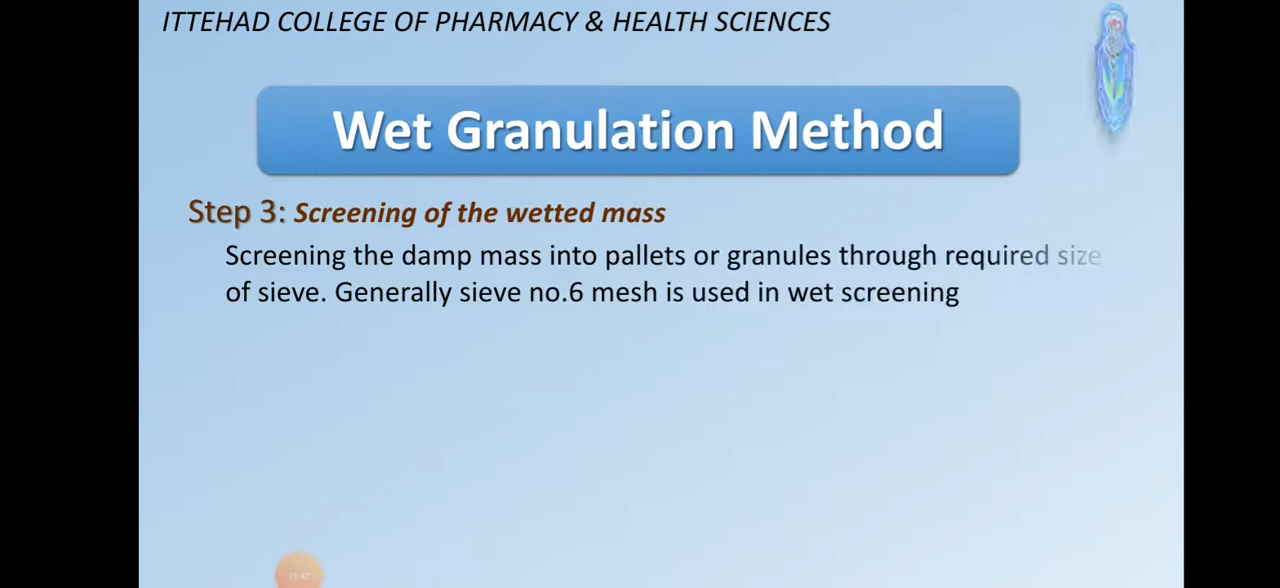 ITTEHAD COLLEGE OF PHARMACY & HEALTH SCIENCES
Wet Granulation Method
Step 3: Screening of the wetted mass
Screening the damp mass into pallets or granules through required size
of sieve. Generally sieve no.6 mesh is used in wet screening